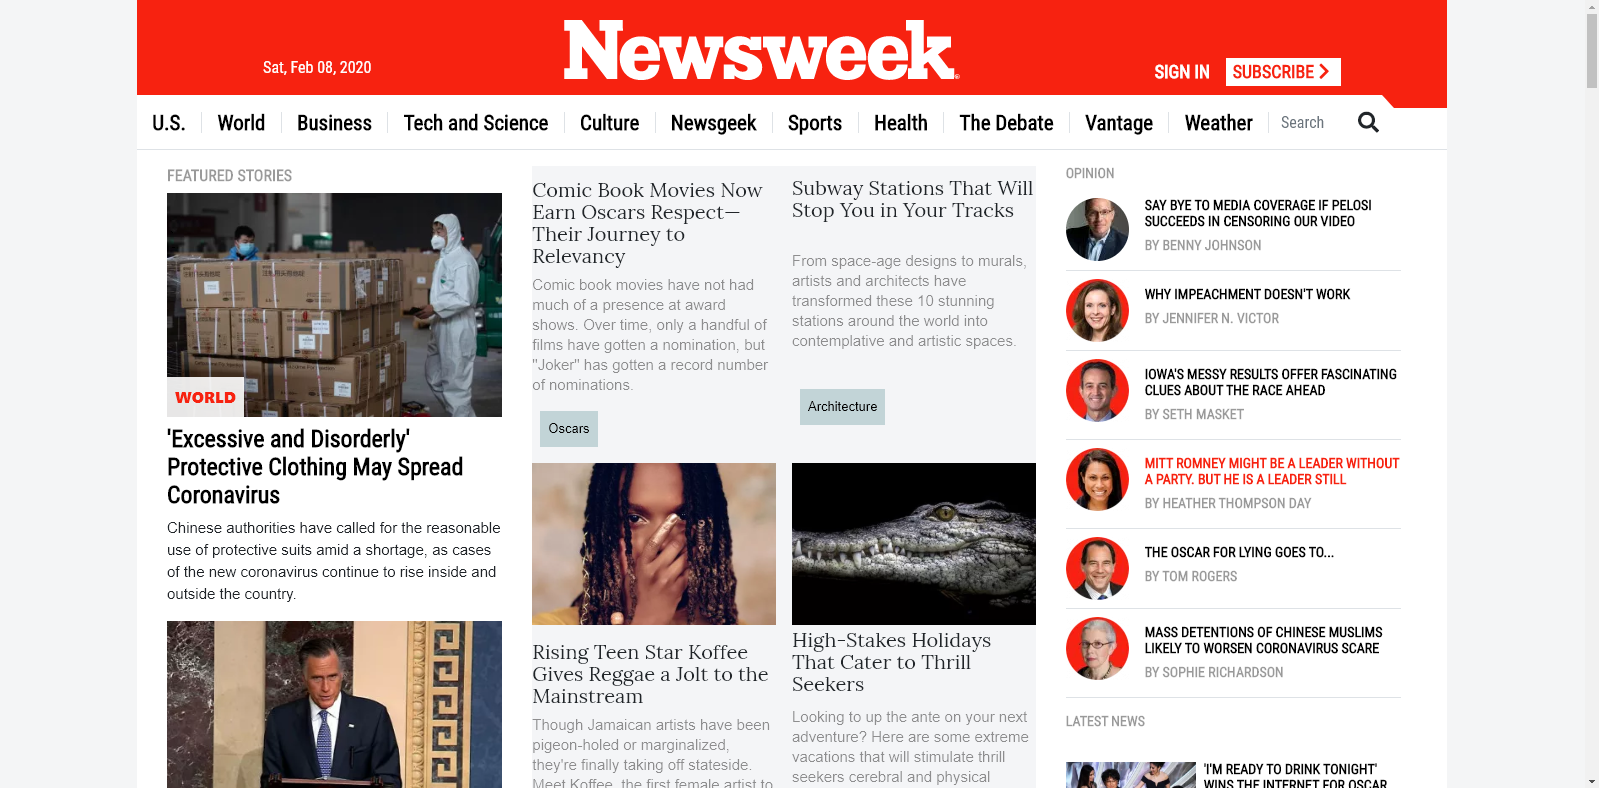 Sat, Feb 08, 2020
Newsweek
SIGN IN
SUBSCRIBE
U.S.
World
Business
Tech and Science
Culture
Newsgeek
Sports
Health
The Debate
Vantage
Weather
Search
FEATURED STORIES
WORLD
'Excessive and Disorderly'
Protective Clothing May Spread
Coronavirus
Chinese authorities have called for the reasonable
use of protective suits amid a shortage, as cases
of the new coronavirus continue to rise inside and
outside the country.
Comic Book Movies Now
Earn Oscars Respect—
Their Journey to
Relevancy
Comic book movies have not had
much of a presence at award
shows. Over time, only a handful of
films have gotten a nomination, but
"Joker" has gotten a record number
of nominations.
Oscars
Rising Teen Star Koffee
Gives Reggae a Jolt to the
Mainstream
Though Jamaican artists have been
pigeon-holed or marginalized,
they're finally taking off stateside.
Meet Koffee, the first female artist to
Subway Stations That Will
Stop You in Your Tracks
From space-age designs to murals,
artists and architects have
transformed these 10 stunning
stations around the world into
contemplative and artistic spaces.
Architecture
High-Stakes Holidays
That Cater to Thrill
Seekers
Looking to up the ante on your next
adventure? Here are some extreme
vacations that will stimulate thrill
seekers cerebral and physical
OPINION
SAY BYE TO MEDIA COVERAGE IF PELOSI
SUCCEEDS IN CENSORING OUR VIDEO
BY BENNY JOHNSON
WHY IMPEACHMENT DOESN'T WORK
BY JENNIFER N. VICTOR
IOWA'S MESSY RESULTS OFFER FASCINATING
CLUES ABOUT THE RACE AHEAD
BY SETH MASKET
MITT ROMNEY MIGHT BE A LEADER WITHOUT
A PARTY. BUT HE IS A LEADER STILL
BY HEATHER THOMPSON DAY
THE OSCAR FOR LYING GOES TO...
BY TOM ROGERS
MASS DETENTIONS OF CHINESE MUSLIMS
LIKELY TO WORSEN CORONAVIRUS SCARE
BY SOPHIE RICHARDSON
LATEST NEWS
'I'M READY TO DRINK TONIGHT'
WINS THE INTERNET FOR OSCAR